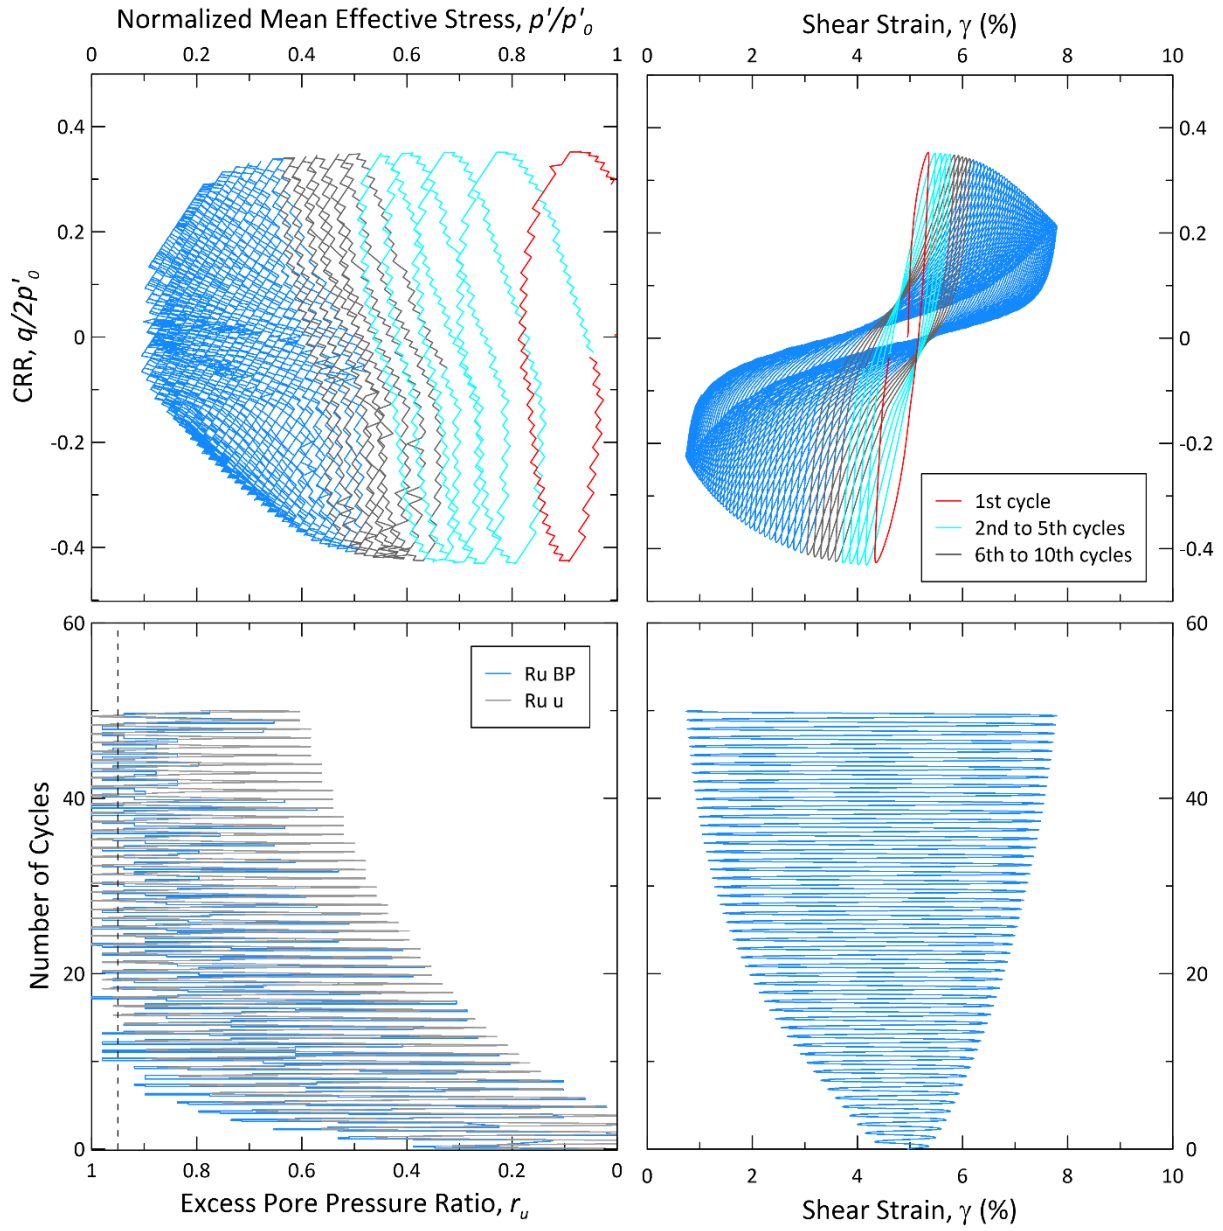 Normalized Mean Effective Stress, p'/p'0
0 0.2 0.4 0.6 0.8 1
Shear Strain, γ (%)
0 2 4 6 8 10
CRR, q/2p'0
0.4
0.2
0
-0.2
-0.4
0.4
0.2
0
-0.2
-0.4
1st cycle
2nd to 5th cycles
6th to 10th cycles
Number of Cycles
60
40
20
0
Ru BP
Ru u
60
40
20
0
1 0.8 0.6 0.4 0.2 0
Excess Pore Pressure Ratio, ru
0 2 4 6 8 10
Shear Strain, γ (%)